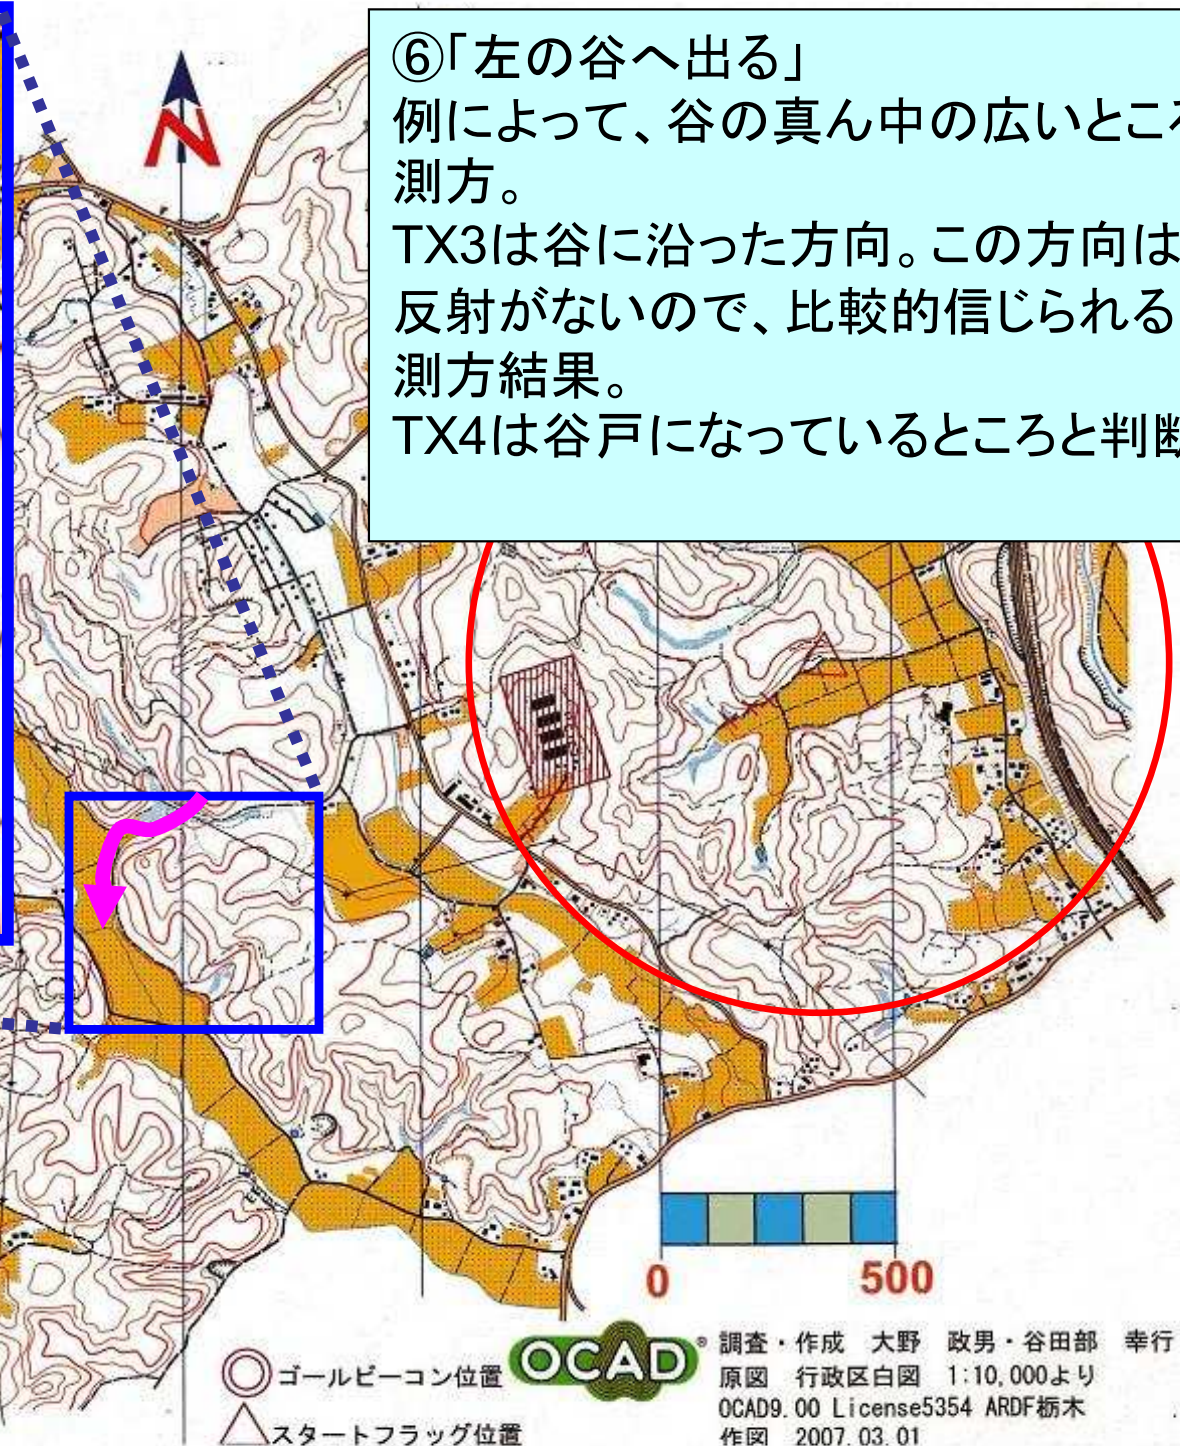 ⑥「左の谷へ出る」
例によって、谷の真ん中の広いところ
測方。
TX3は谷に沿った方向。この方向は
反射がないので、比較的信じられる
測方結果。
TX4は谷戸になっているところと判断
N
0 500
ゴールビーコン位置
スタートフラッグ位置
OCAD®
調査・作成 大野 政男・谷田部 幸行
原図 行政区白図 1:10,000より
OCAD9.00 License5354 ARDF栃木
作図 2007.03.01